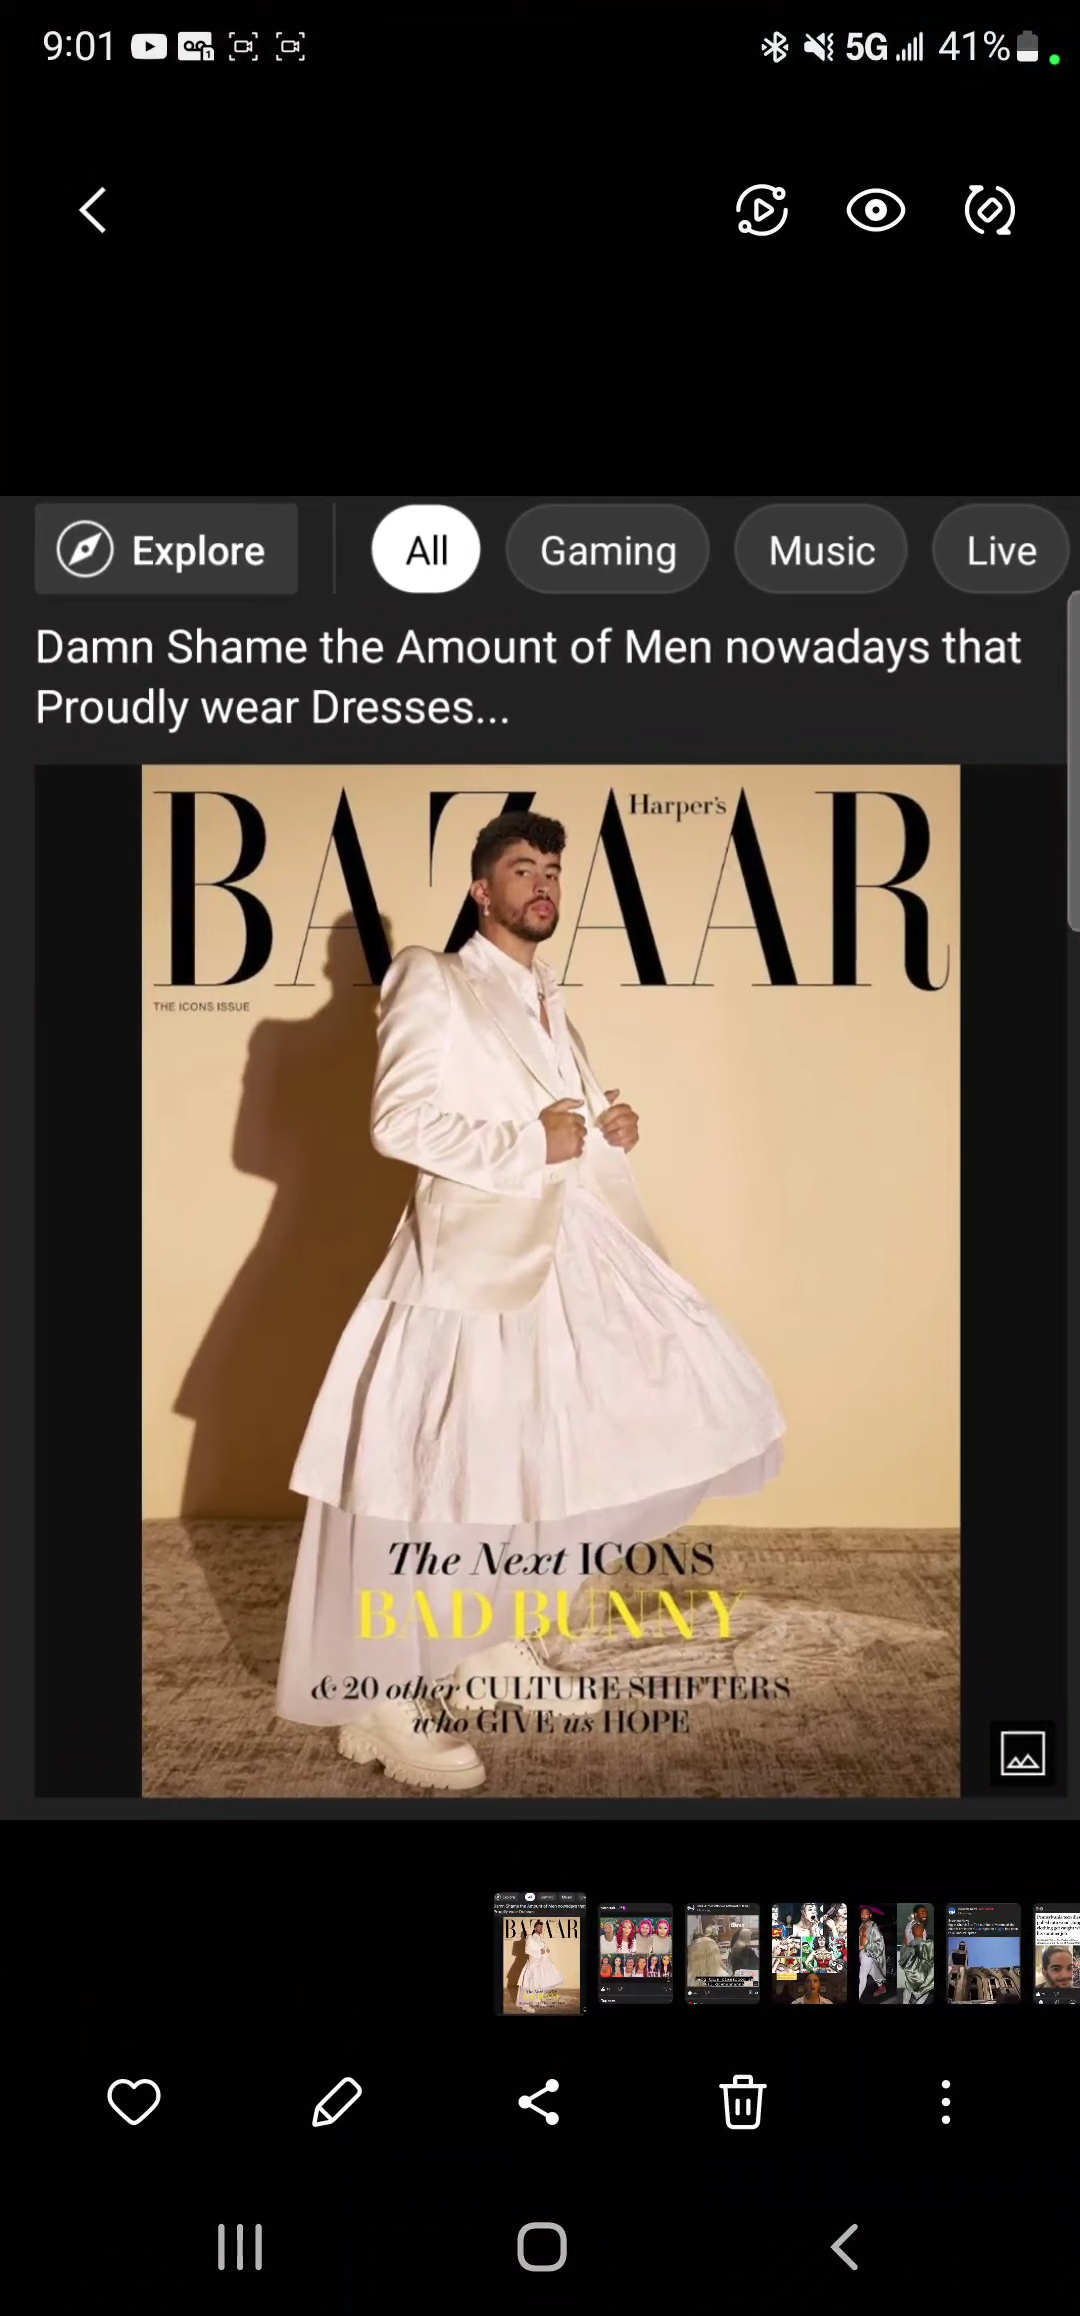 9:01
5G 41%
Explore
All
Gaming
Music
Live
Damn Shame the Amount of Men nowadays that
Proudly wear Dresses...
Harper's
BAZAAR
THE ICONS ISSUE
The Next ICONS
BAD BUNNY
& 20 other CULTURE SHIFTERS
who GIVE us HOPE